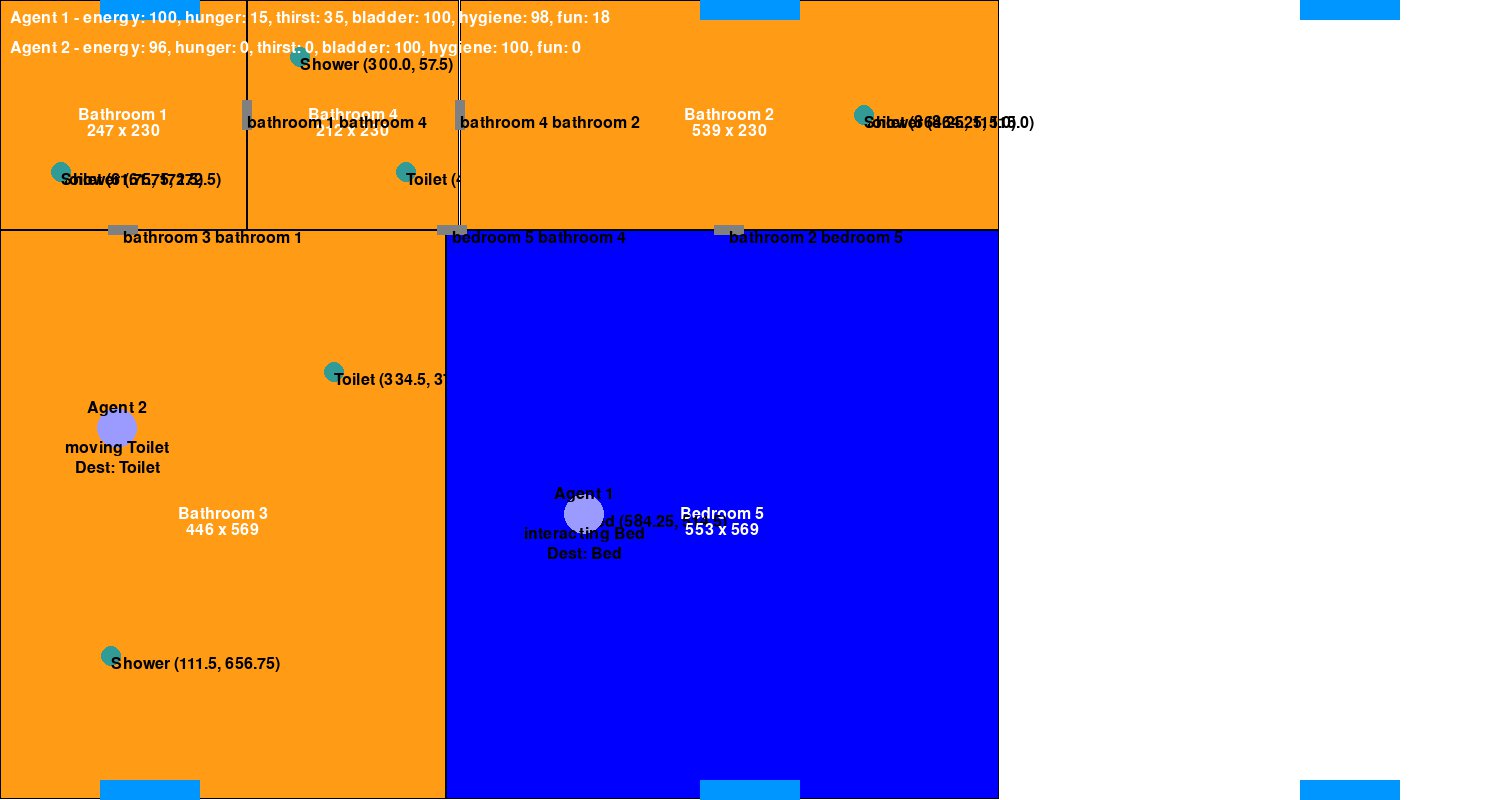 Agent 1 - energy: 100, hunger: 15, thirst: 35, bladder: 100, hygiene: 98, fun: 18
Agent 2 - energy: 96, hunger: 0, thirst: 0, bladder: 100, hygiene: 100, fun: 0
Shower (300.0, 57.5)
Bathroom 1
247 x 230
Bathroom 4
212 x 230
Bathroom 2
539 x 230
bathroom 1 bathroom 4
bathroom 4 bathroom 2
Toilet (4
bathroom 3 bathroom 1
bedroom 5 bathroom 4
bathroom 2 bedroom 5
Toilet (334.5, 37
Agent 2
moving Toilet
Dest: Toilet
Agent 1
Bathroom 3
446 x 569
Bedroom 5
553 x 569
interacting Bed
Dest: Bed
Shower (111.5, 656.75)